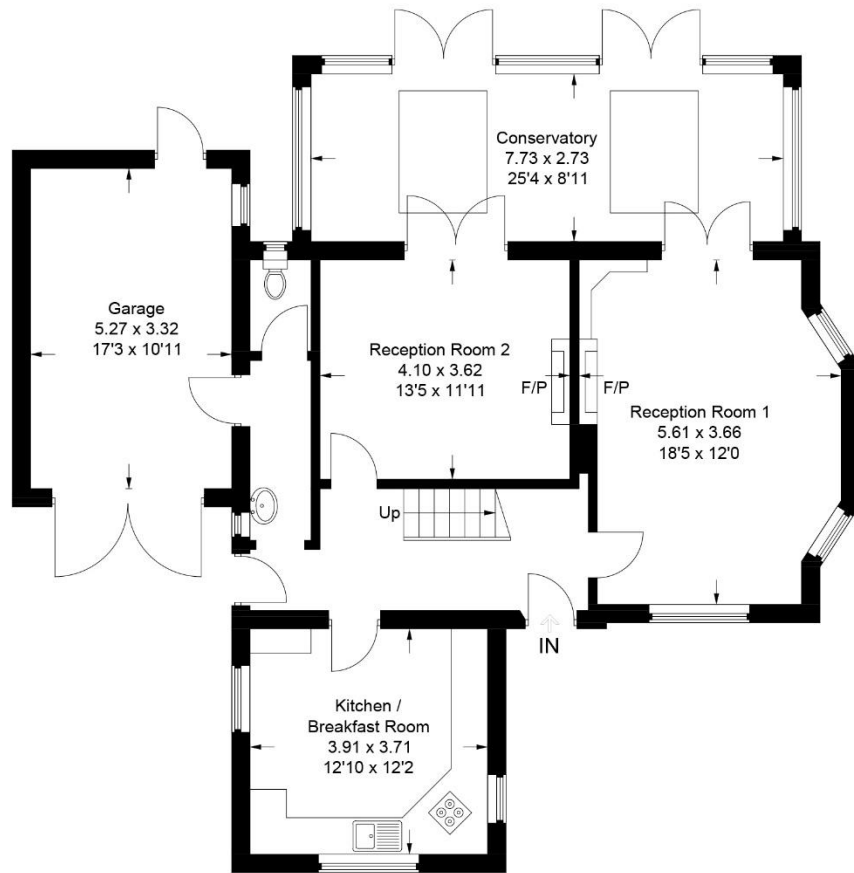 Conservatory
7.73 x 2.73
25'4 x 8'11
Garage
5.27 x 3.32
17'3 x 10'11
Reception Room 2
4.10 x 3.62
13'5 x 11'11
F/P
F/P
Reception Room 1
5.61 x 3.66
18'5 x 12'0
Up
IN
Kitchen /
Breakfast Room
3.91 x 3.71
12'10 x 12'2